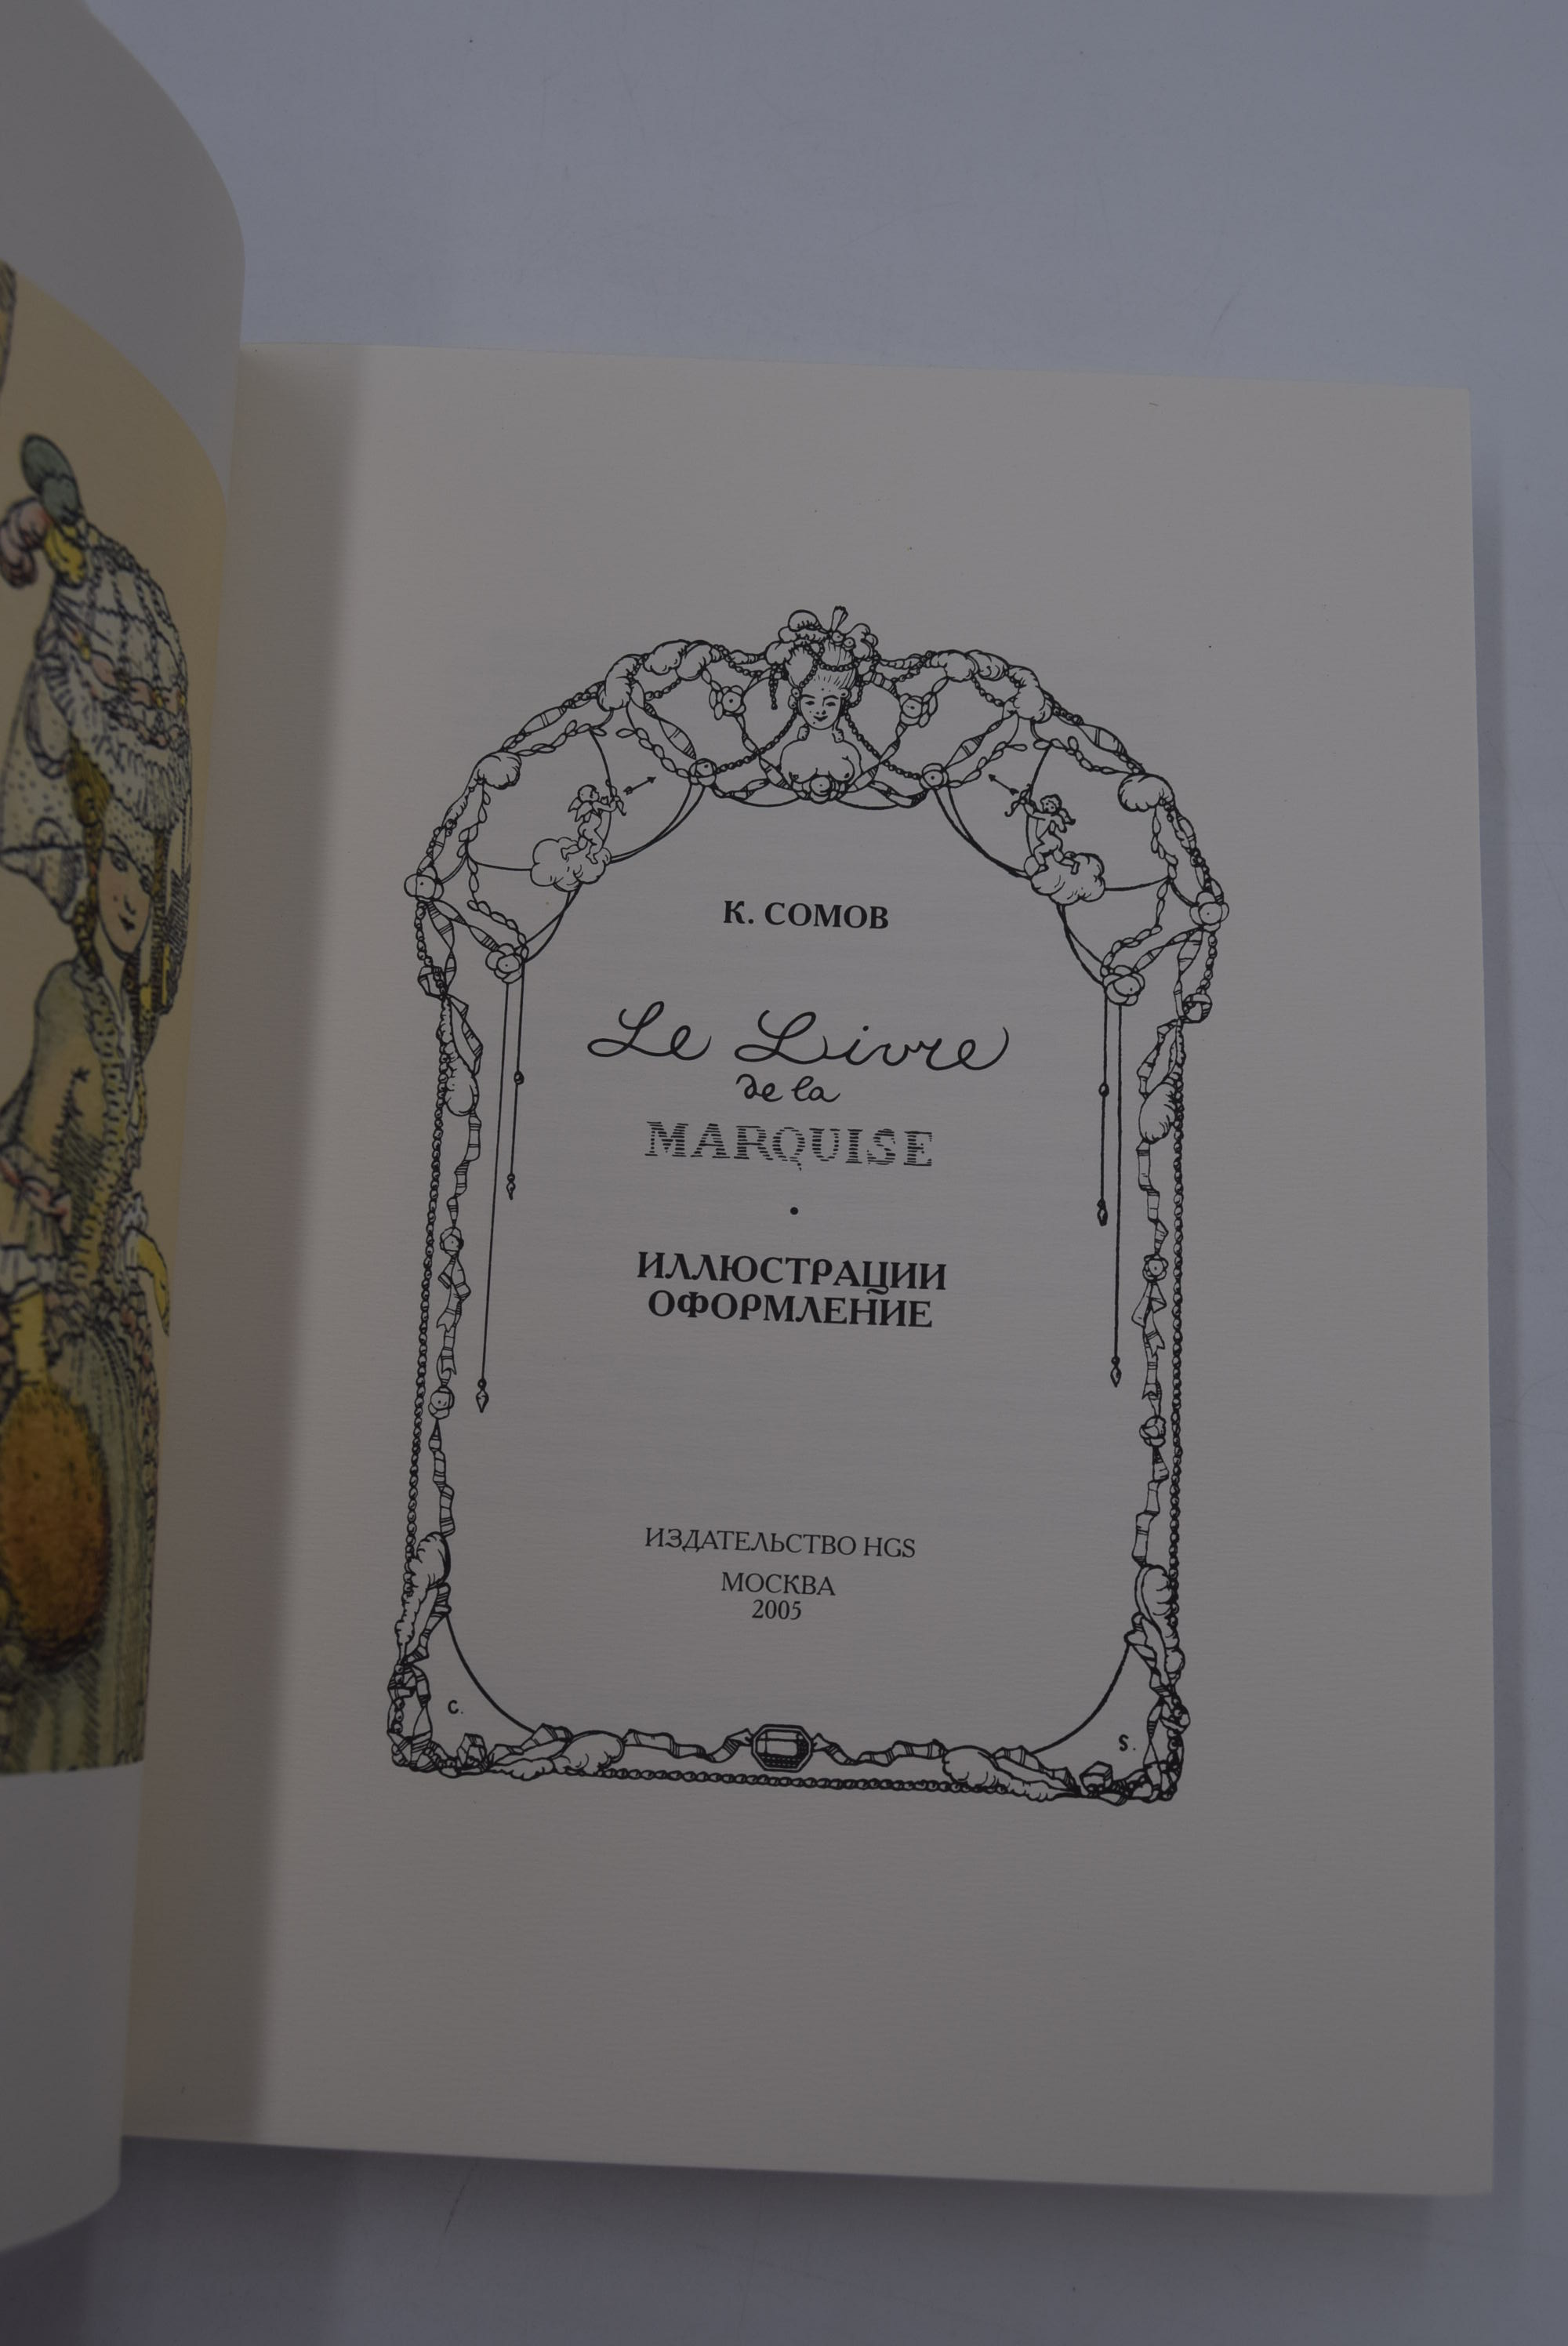 К. СОМОВ
Le Livre
de la
MARQUISE
•
ИЛЛЮСТРАЦИИ
ОФОРМЛЕНИЕ
ИЗДАТЕЛЬСТВО HGS
МОСКВА
2005
C.
S.